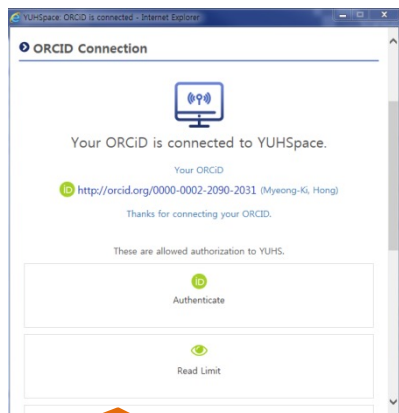 YUHSpace: ORCiD is connected - Internet Explorer
ORCID Connection
Your ORCiD is connected to YUHSpace.
Your ORCiD
iD http://orcid.org/0000-0002-2090-2031 (Myeong-Ki, Hong)
Thanks for connecting your ORCID.
These are allowed authorization to YUHS.
iD
Authenticate
Read Limit